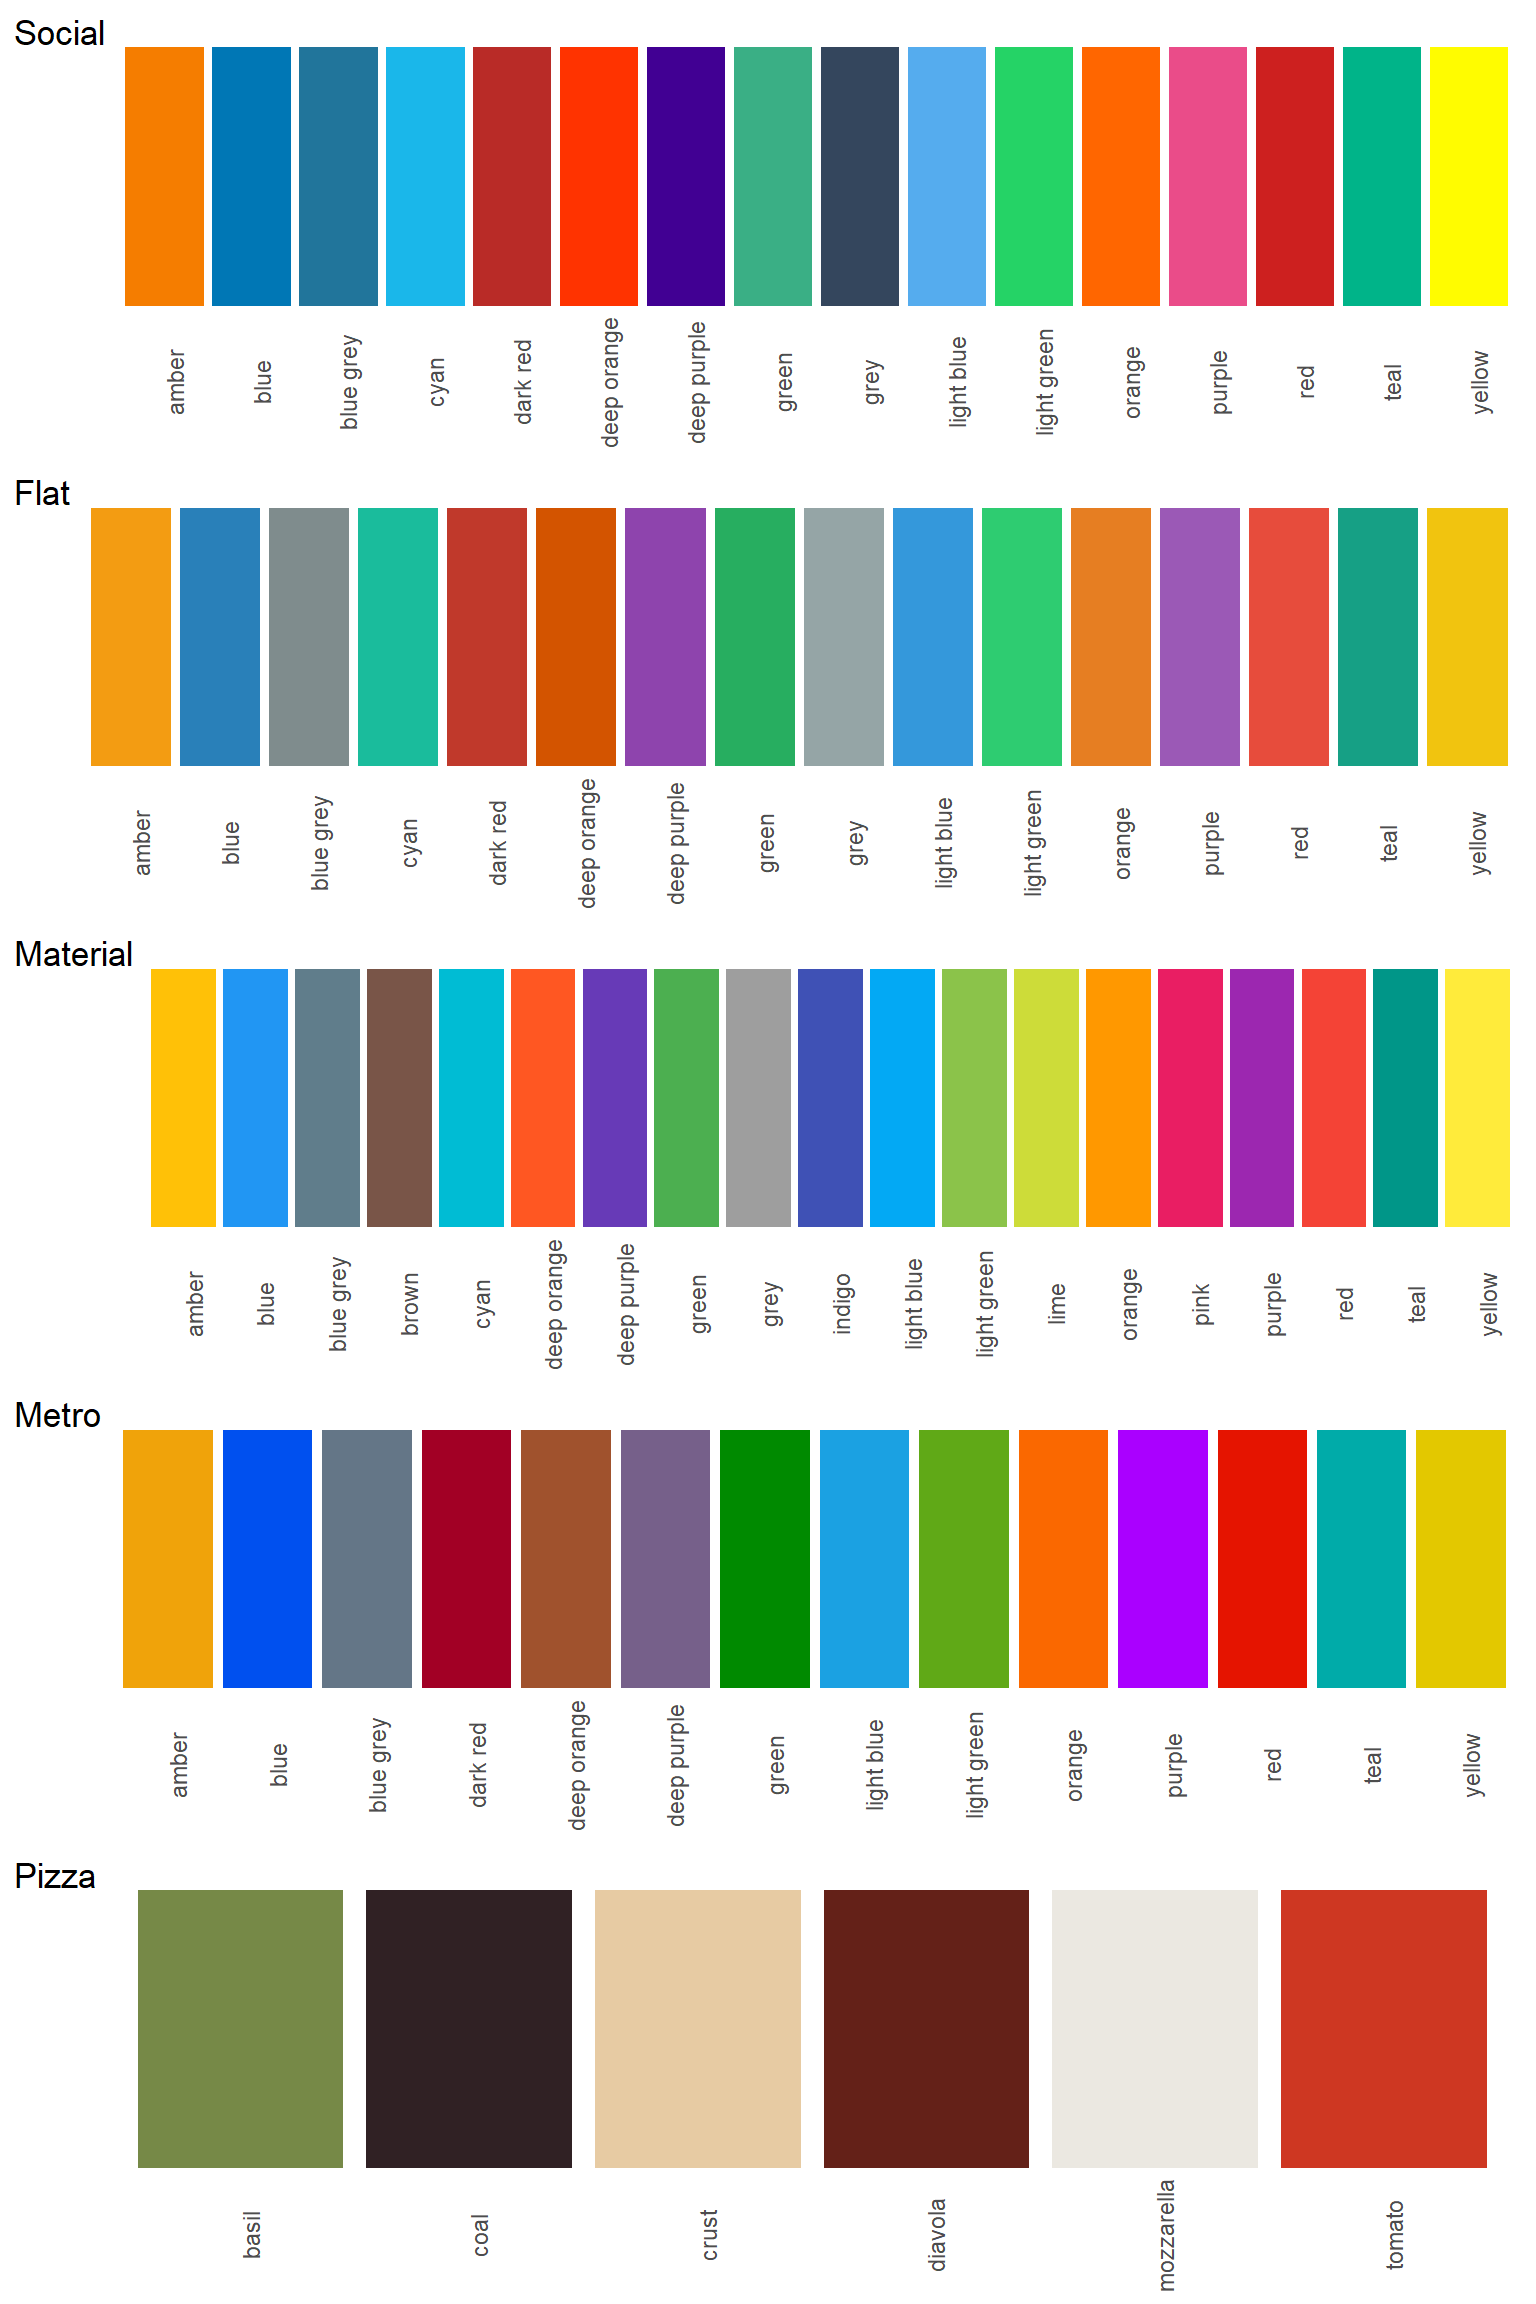 Social
amber blue blue grey cyan dark red deep orange deep purple green grey light blue light green orange purple red teal yellow
Flat
amber blue blue grey cyan dark red deep orange deep purple green grey light blue light green orange purple red teal yellow
Material
amber blue blue grey brown cyan deep orange deep purple green grey indigo light blue light green lime orange pink purple red teal yellow
Metro
amber blue blue grey dark red deep orange deep purple green light blue light green orange purple red teal yellow
Pizza
basil coal crust diavola mozzarella tomato